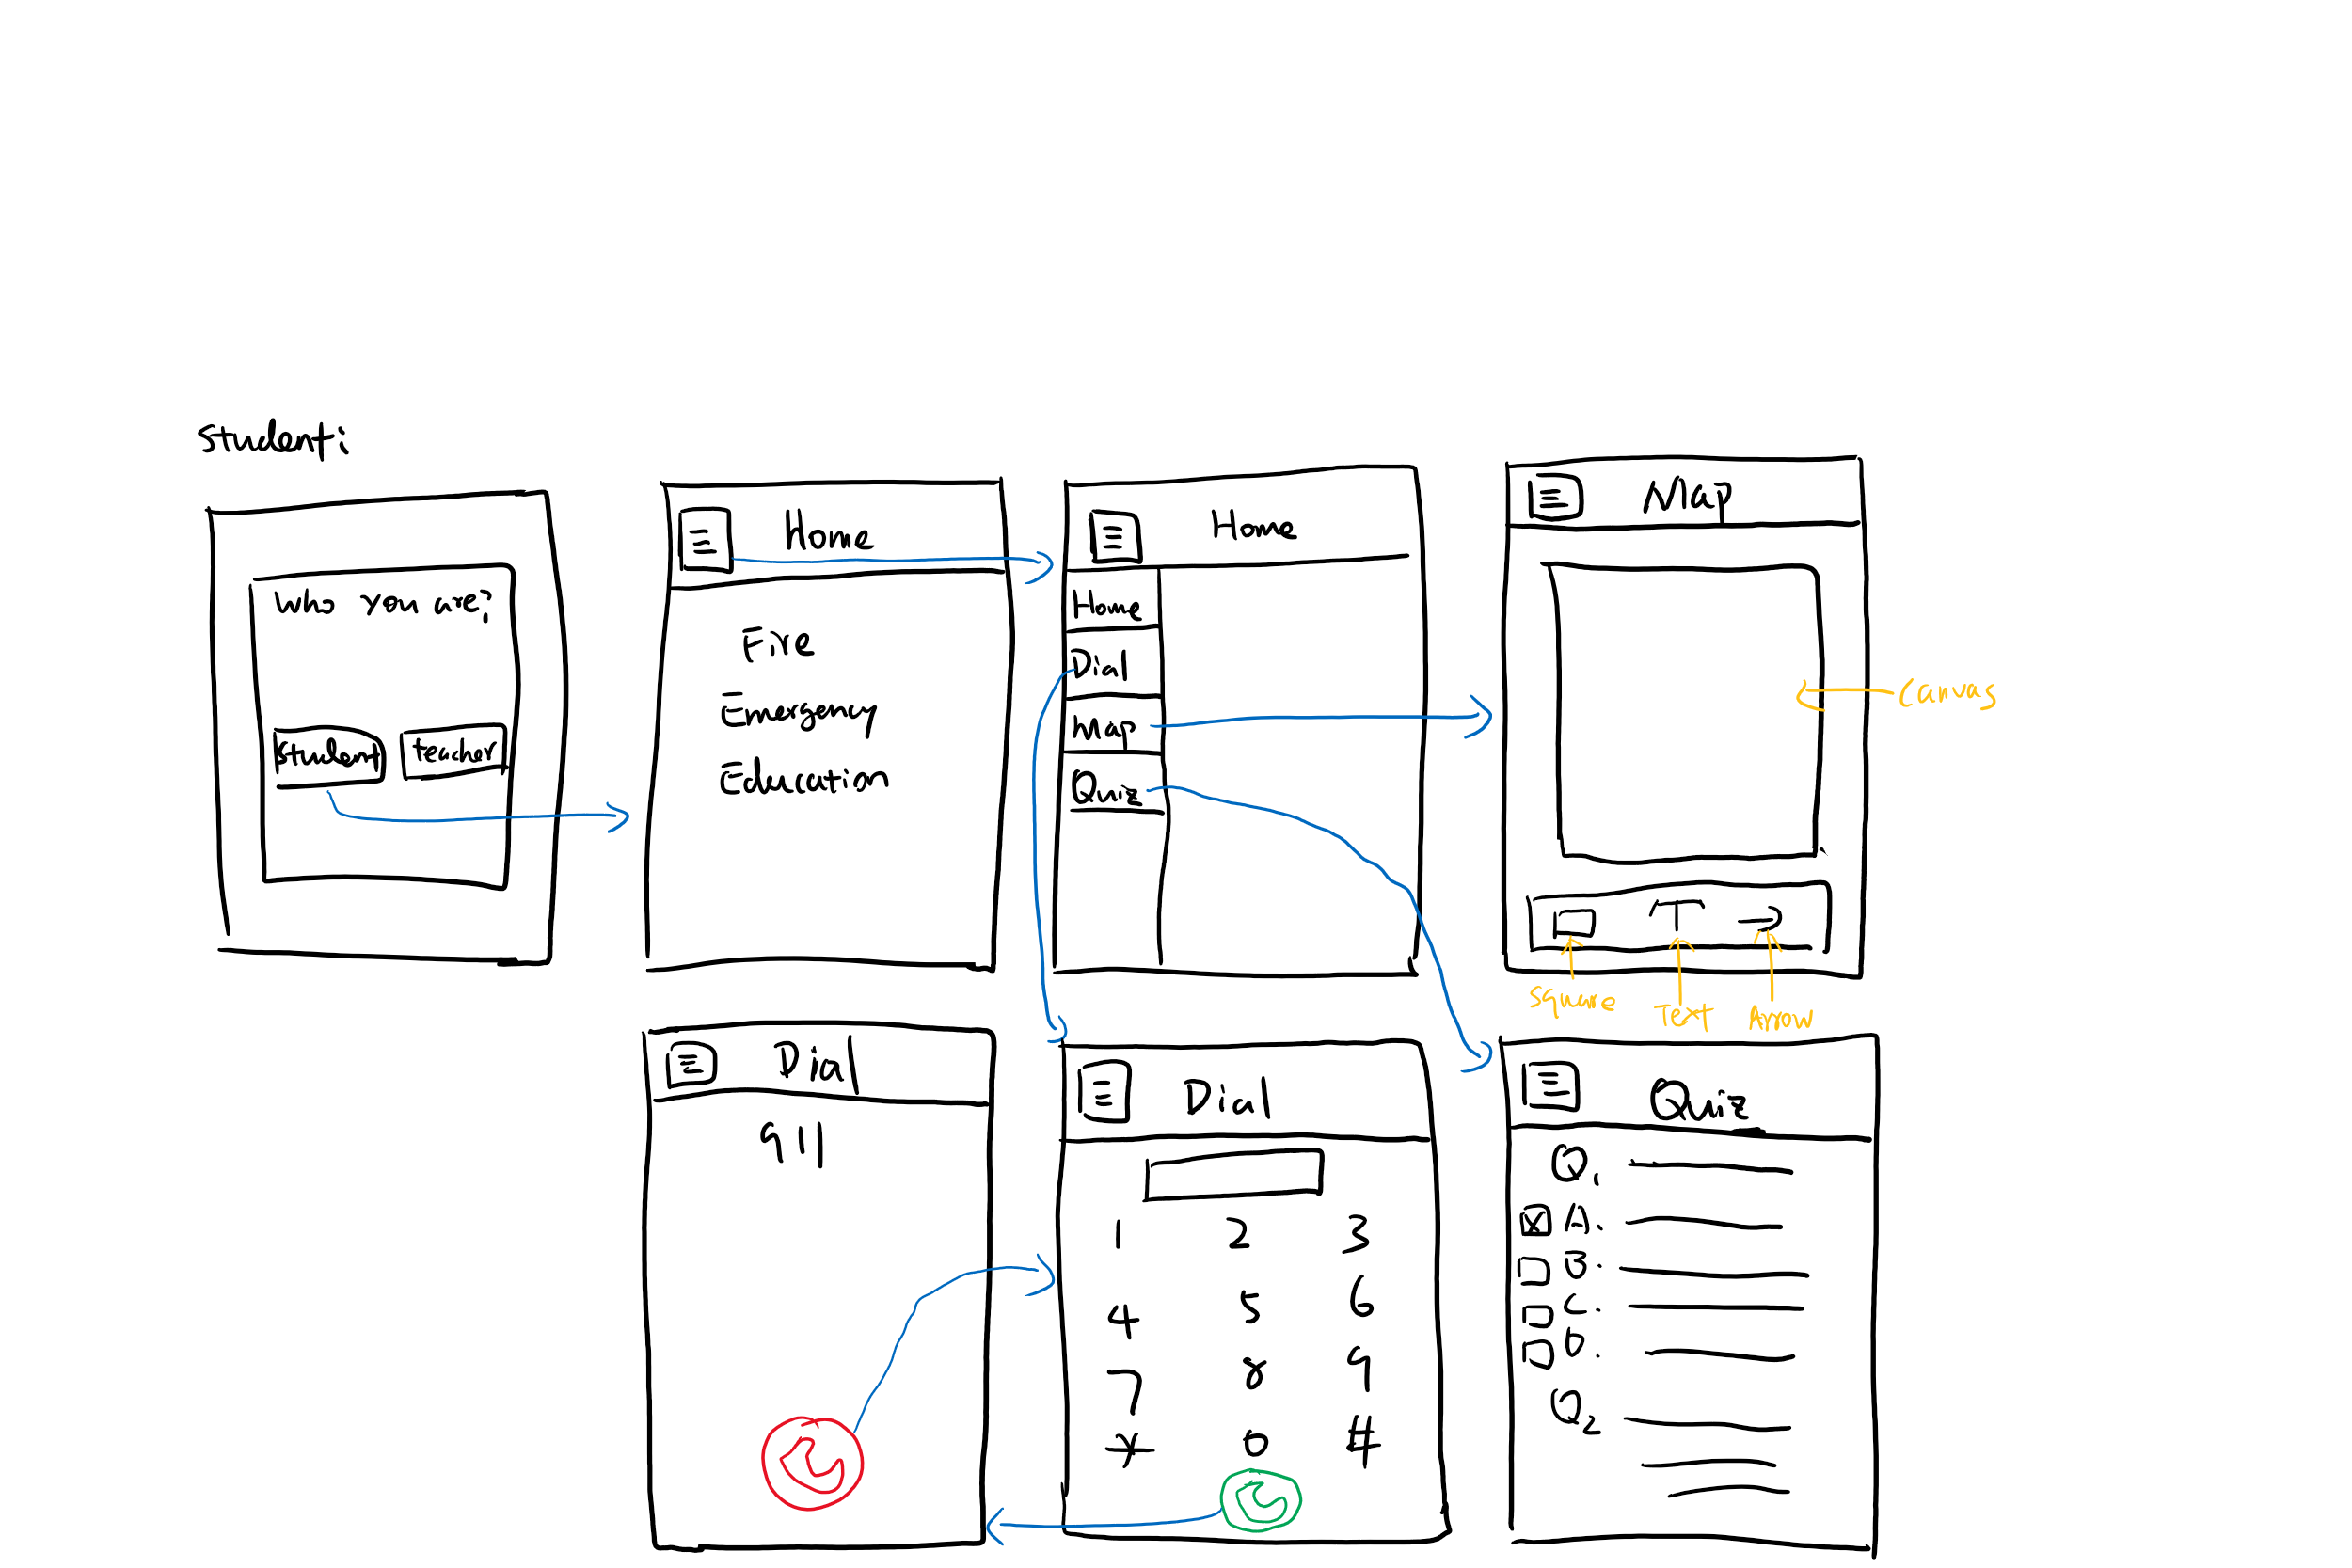 Student:
Who you are?
student
teacher
Home
File
Emergency
Education
Home
Home
Dial
Map
Quiz
Map
Canvas
T
Square
Text
Arrow
Dial
911
Dial
1 2 3
4 5 6
7 8 9
* 0 #
Quiz
Q1
A.
B.
C.
D.
Q2